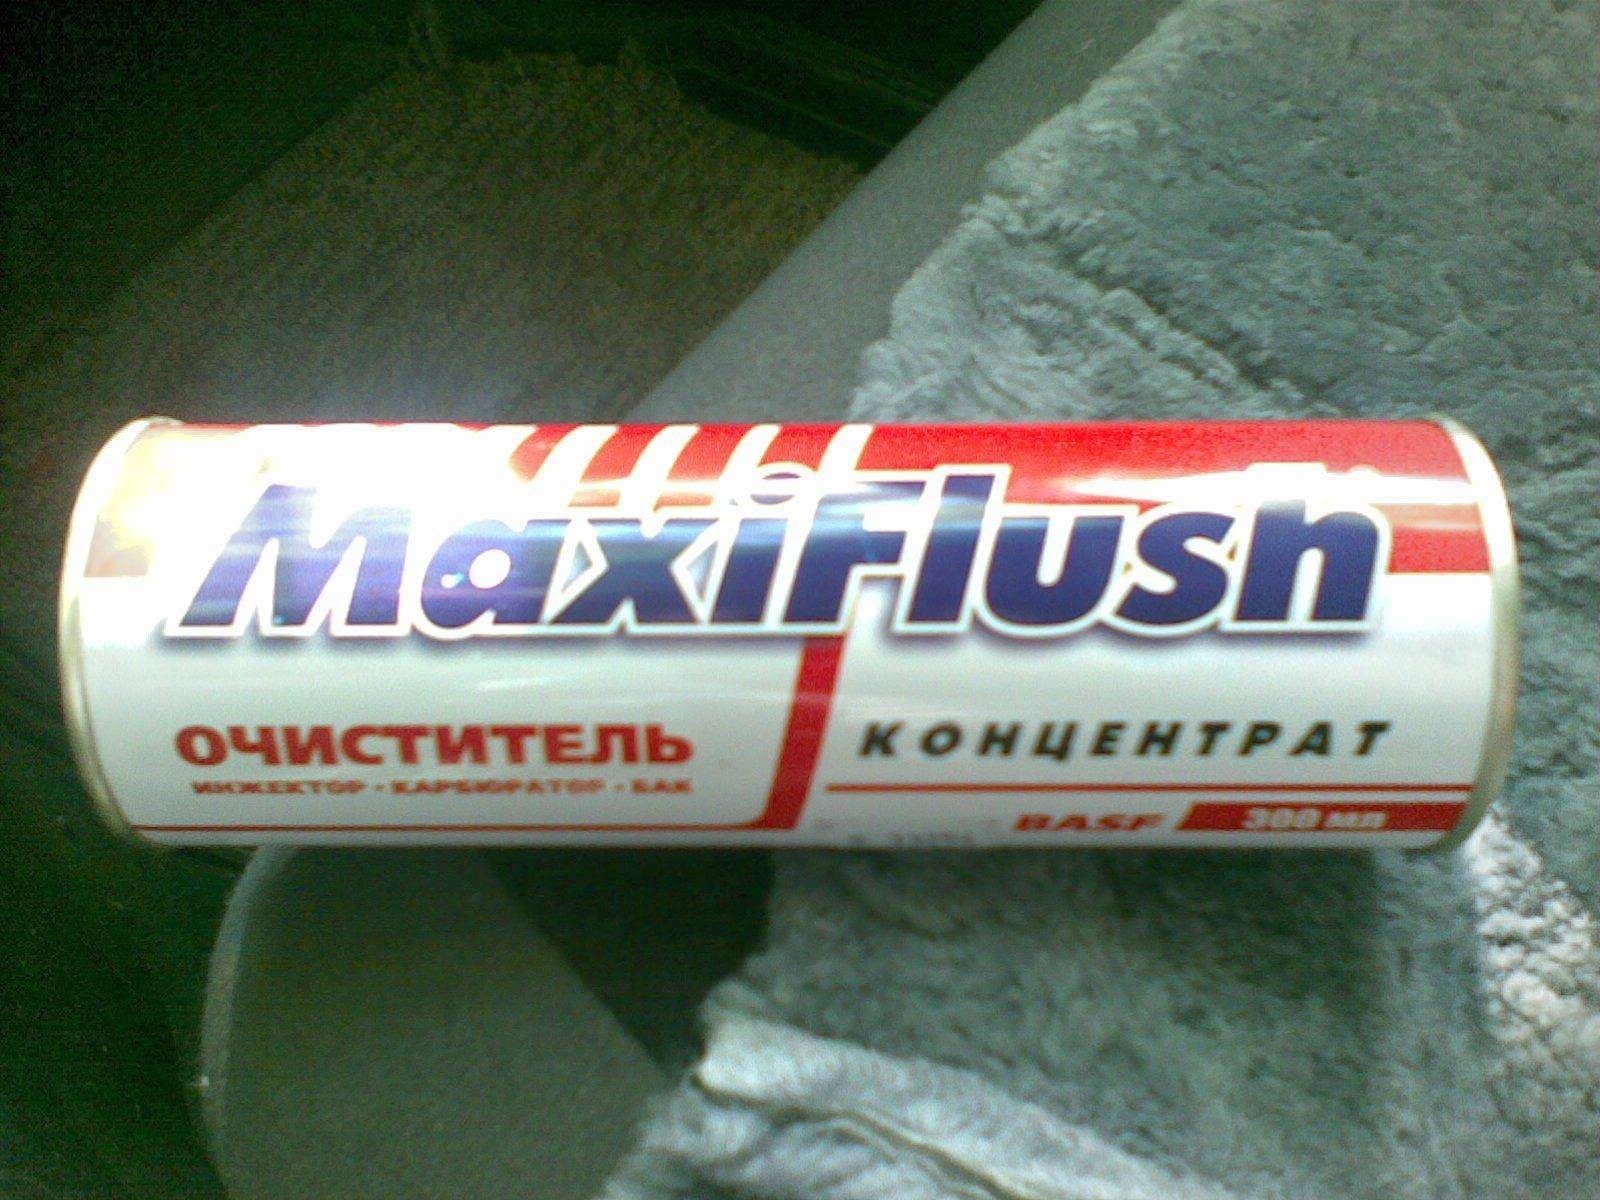 MaxiFlush
ОЧИСТИТЕЛЬ
ИНЖЕКТОР • КАРБЮРАТОР • БАК
КОНЦЕНТРАТ
BASF 300 мл